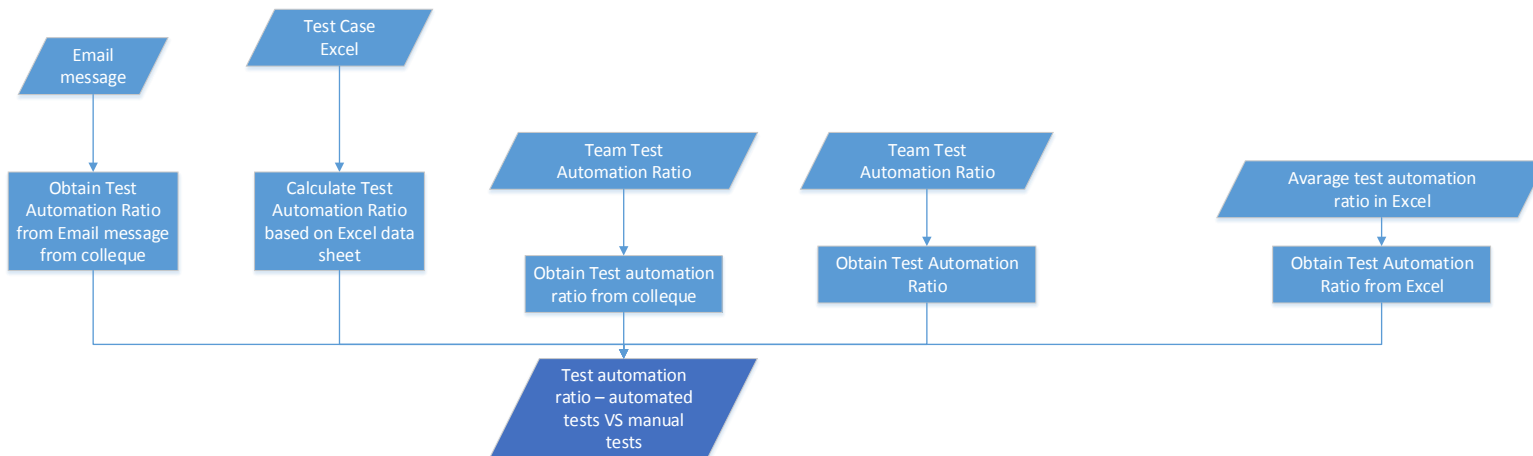 Email
message
Test Case
Excel
Team Test
Automation Ratio
Team Test
Automation Ratio
Avarage test automation
ratio in Excel
Obtain Test
Automation Ratio
from Email message
from colleque
Calculate Test
Automation Ratio
based on Excel data
sheet
Obtain Test automation
ratio from colleque
Obtain Test Automation
Ratio
Obtain Test Automation
Ratio from Excel
Test automation
ratio – automated
tests VS manual
tests